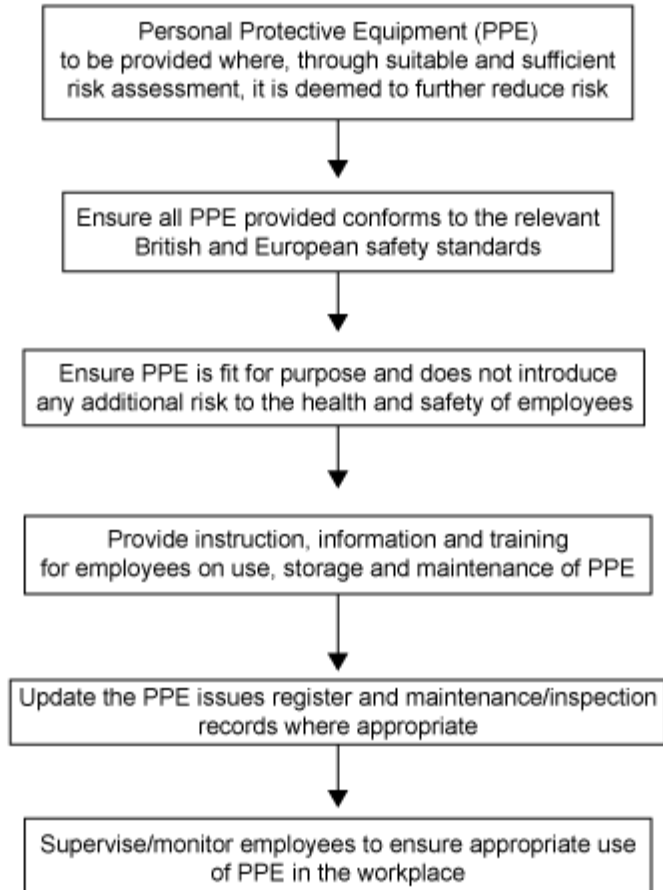 Personal Protective Equipment (PPE)
to be provided where, through suitable and sufficient
risk assessment, it is deemed to further reduce risk
Ensure all PPE provided conforms to the relevant
British and European safety standards
Ensure PPE is fit for purpose and does not introduce
any additional risk to the health and safety of employees
Provide instruction, information and training
for employees on use, storage and maintenance of PPE
Update the PPE issues register and maintenance/inspection
records where appropriate
Supervise/monitor employees to ensure appropriate use
of PPE in the workplace